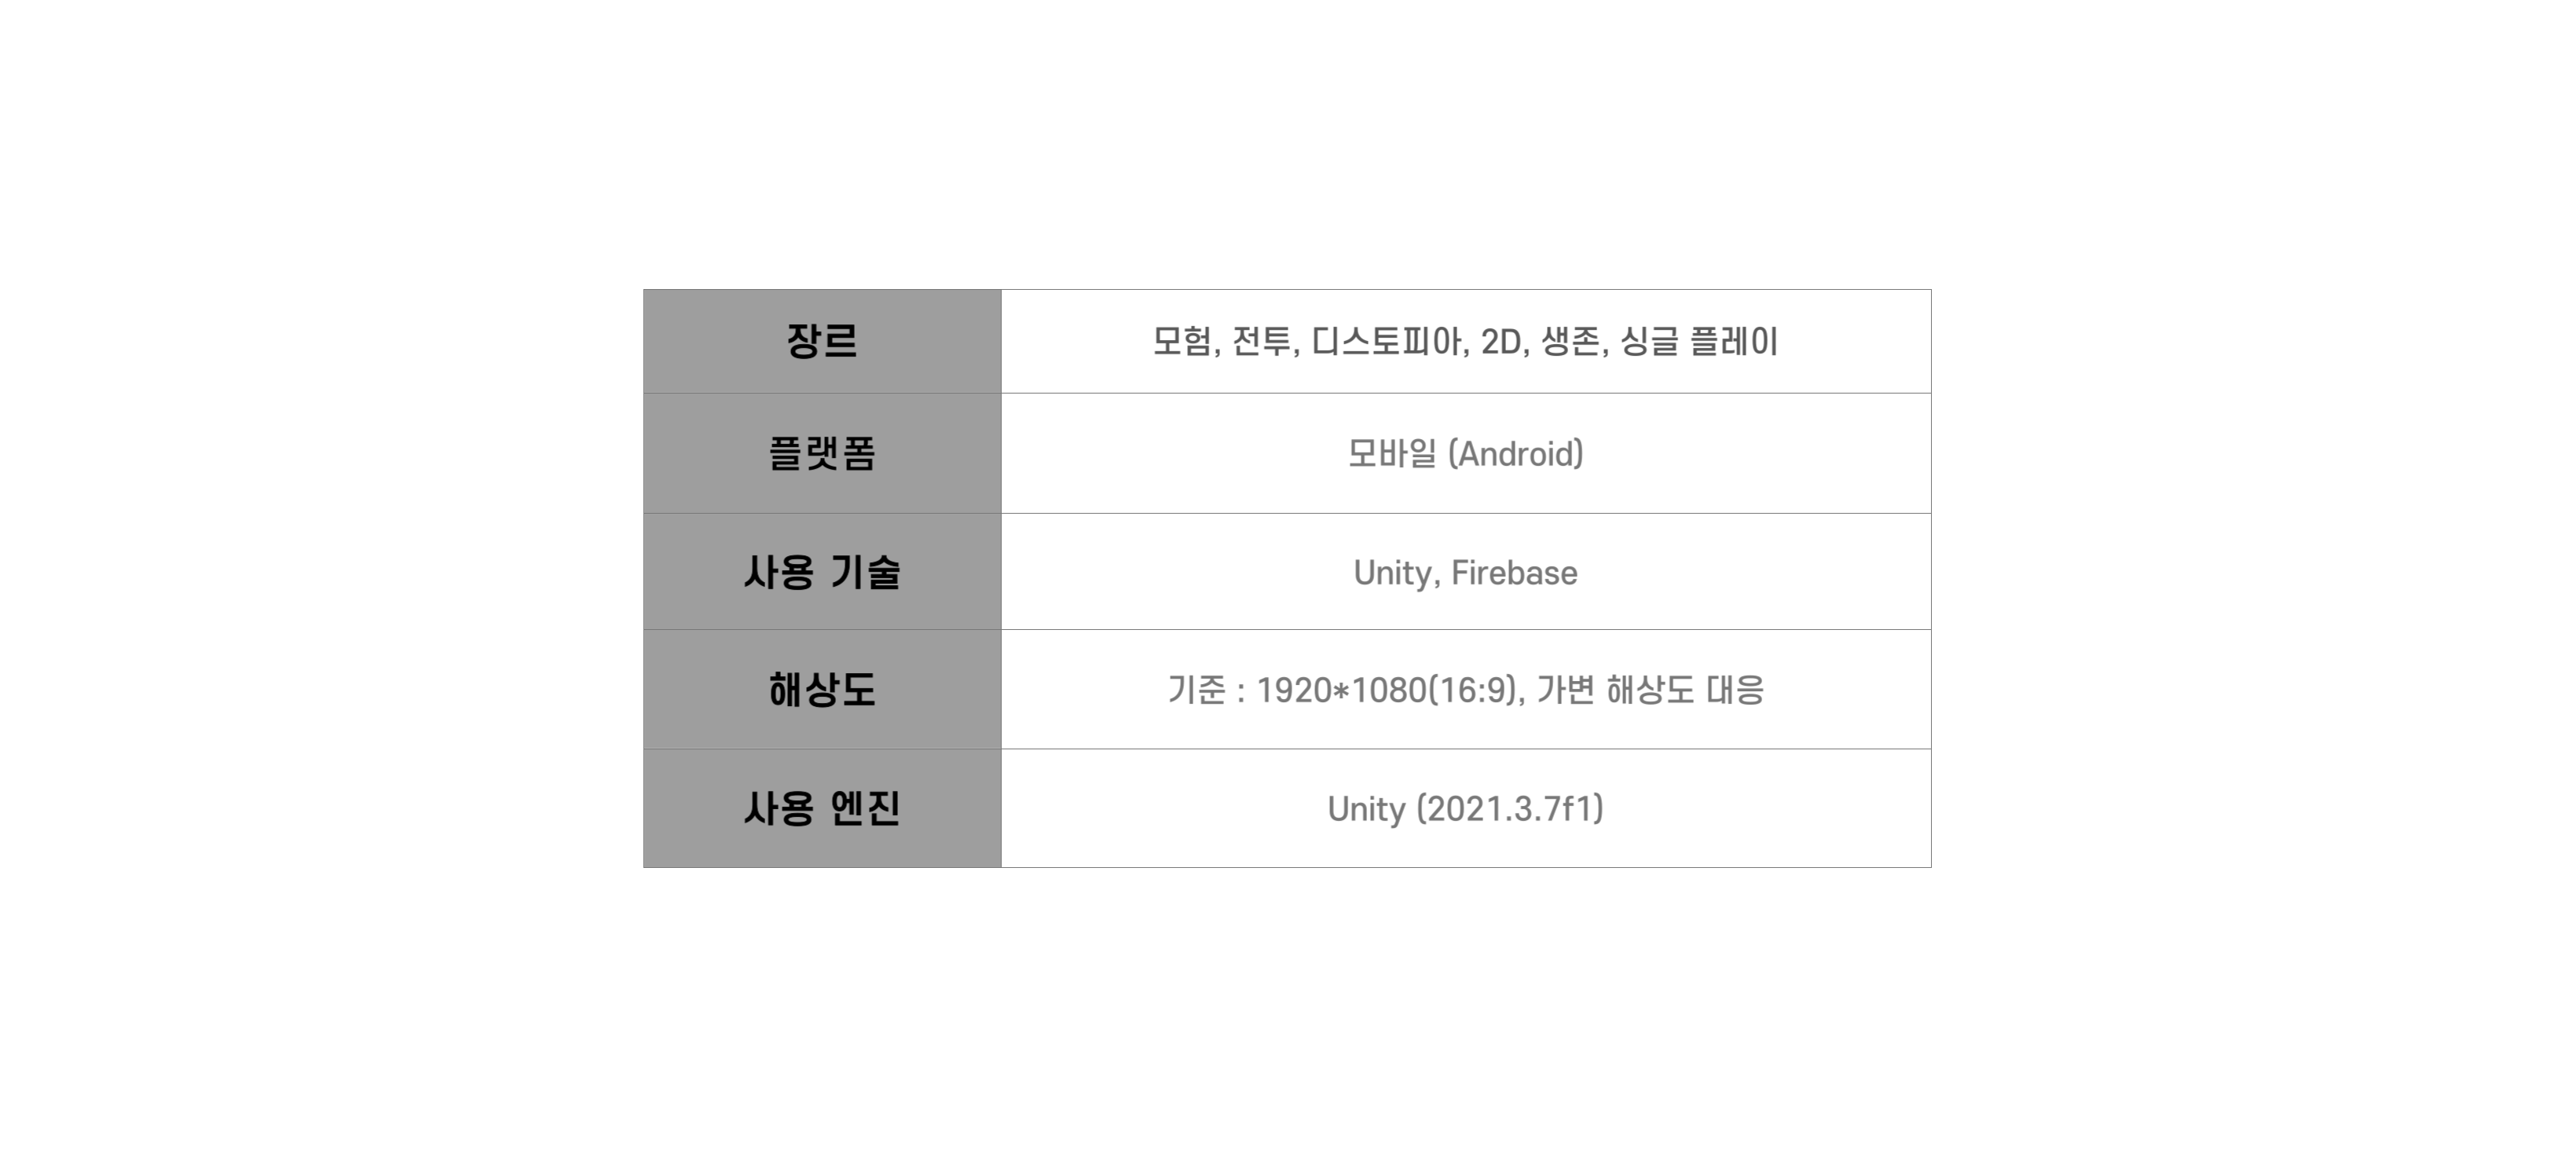 장르 모험, 전투, 디스토피아, 2D, 생존, 싱글 플레이
플랫폼 모바일 (Android)
사용 기술 Unity, Firebase
해상도 기준 : 1920*1080(16:9), 가변 해상도 대응
사용 엔진 Unity (2021.3.7f1)